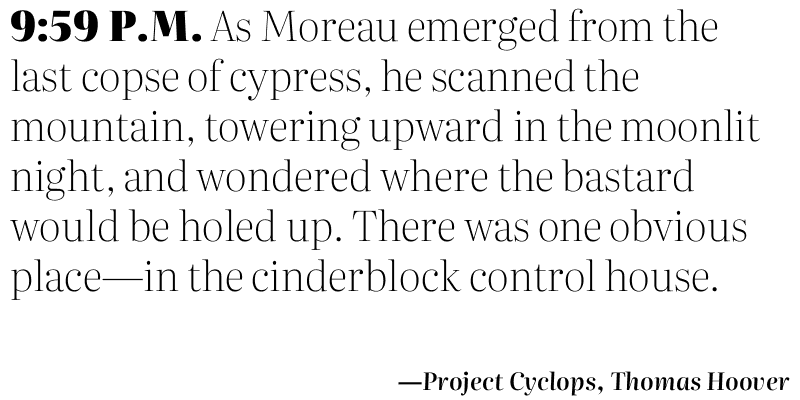 9:59 P.M. As Moreau emerged from the
last copse of cypress, he scanned the
mountain, towering upward in the moonlit
night, and wondered where the bastard
would be holed up. There was one obvious
place—in the cinderblock control house.
—Project Cyclops, Thomas Hoover